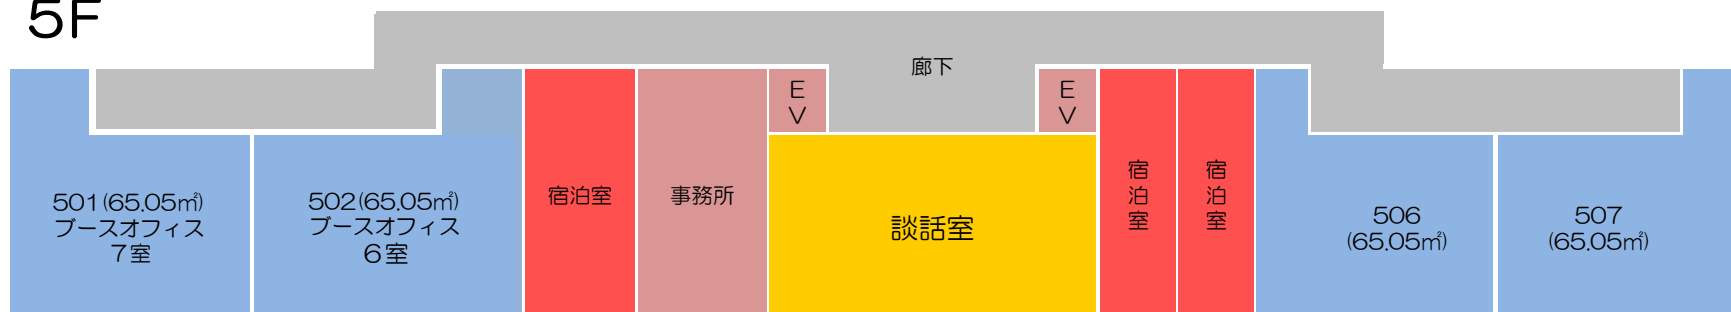 5F
501(65.05㎡)
ブースオフィス
7室
502(65.05㎡)
ブースオフィス
6室
宿泊室
事務所
EV
廊下
談話室
EV
宿泊室
宿泊室
506
(65.05㎡)
507
(65.05㎡)